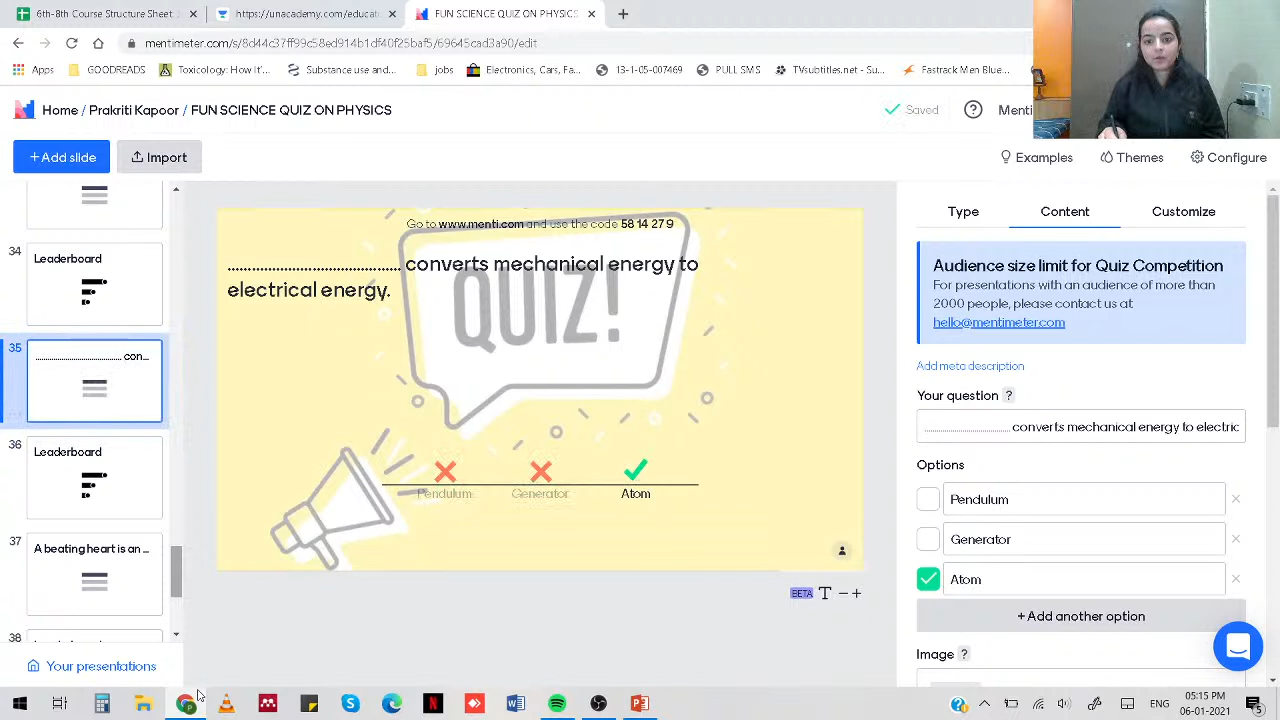 6th-8th Course Structure sheet.
https://unacademy.com/educat
FUN SCIENCE QUIZ ON PHYSICS
mentimeter.com/s/8d44c37ff99c58ed914b1df40f25baf5/69645cad3a90/edit
Apps
GOODREADS
Toxicology: How It'...
Substance use and...
jobs
Electronics, Cars, Fa...
13-1-05-007469
PULL SMS
TVsubtitles.net - Su...
Fastrack Men Blue...
Home / Prakriti Kapoor / FUN SCIENCE QUIZ ON PHYSICS
Saved
?
Menti
+ Add slide
Import
Examples
Themes
Configure
34
Leaderboard
35
.................................. con...
36
Leaderboard
37
A beating heart is an ...
38
Your presentations
Go to www.menti.com and use the code 58 14 27 9
.......................................... converts mechanical energy to
electrical energy.
QUIZ!
Pendulum
Generator
Atom
BETA T − +
Type
Content
Customize
Audience size limit for Quiz Competition
For presentations with an audience of more than
2000 people, please contact us at
hello@mentimeter.com
Add meta description
Your question ?
.................................. converts mechanical energy to electric
Options
Pendulum
Generator
Atom
+ Add another option
Image ?
ENG
05:15 PM
06-01-2021
5